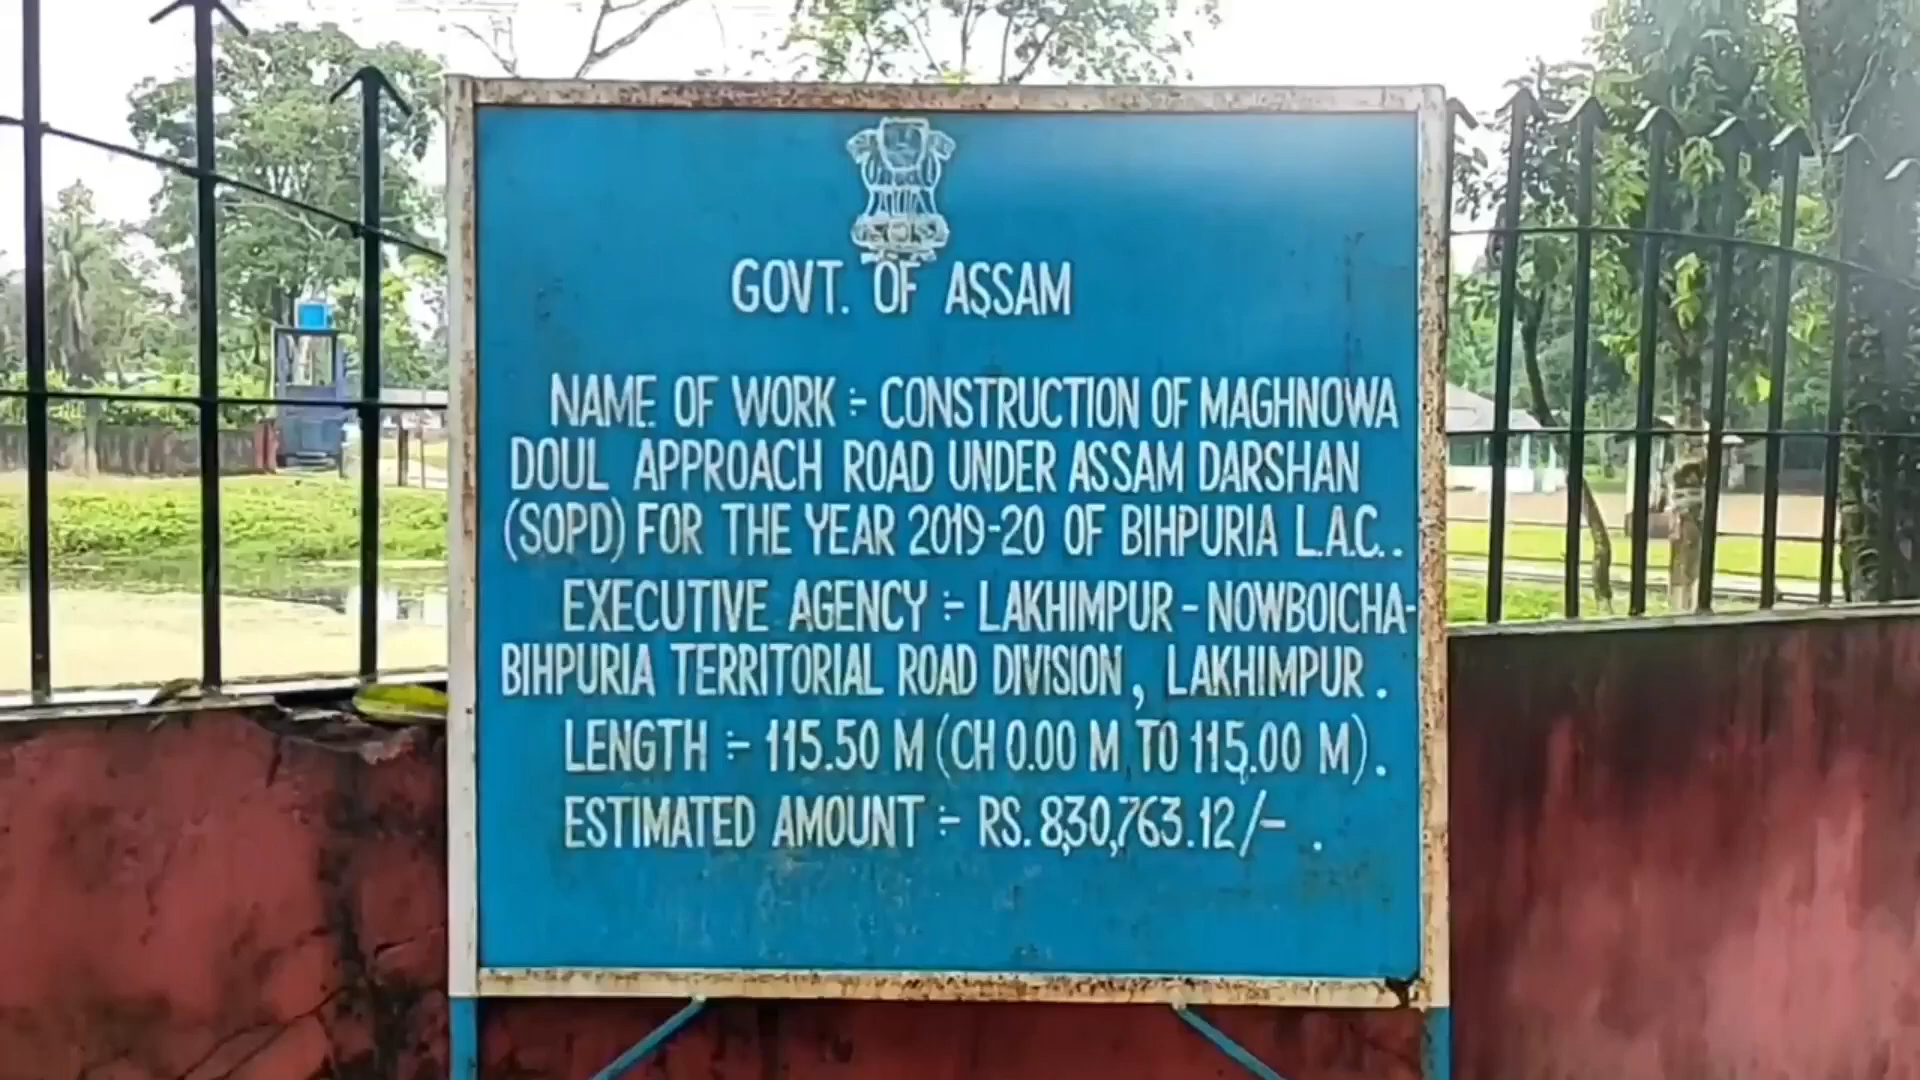 GOVT. OF ASSAM
NAME OF WORK :- CONSTRUCTION OF MAGHNOWA
DOUL APPROACH ROAD UNDER ASSAM DARSHAN
(SOPD) FOR THE YEAR 2019-20 OF BIHPURIA L.A.C..
EXECUTIVE AGENCY :- LAKHIMPUR - NOWBOICHA-
BIHPURIA TERRITORIAL ROAD DIVISION, LAKHIMPUR.
LENGTH :- 115.50 M (CH 0.00 M TO 115.00 M).
ESTIMATED AMOUNT :- RS. 830,763.12/- .